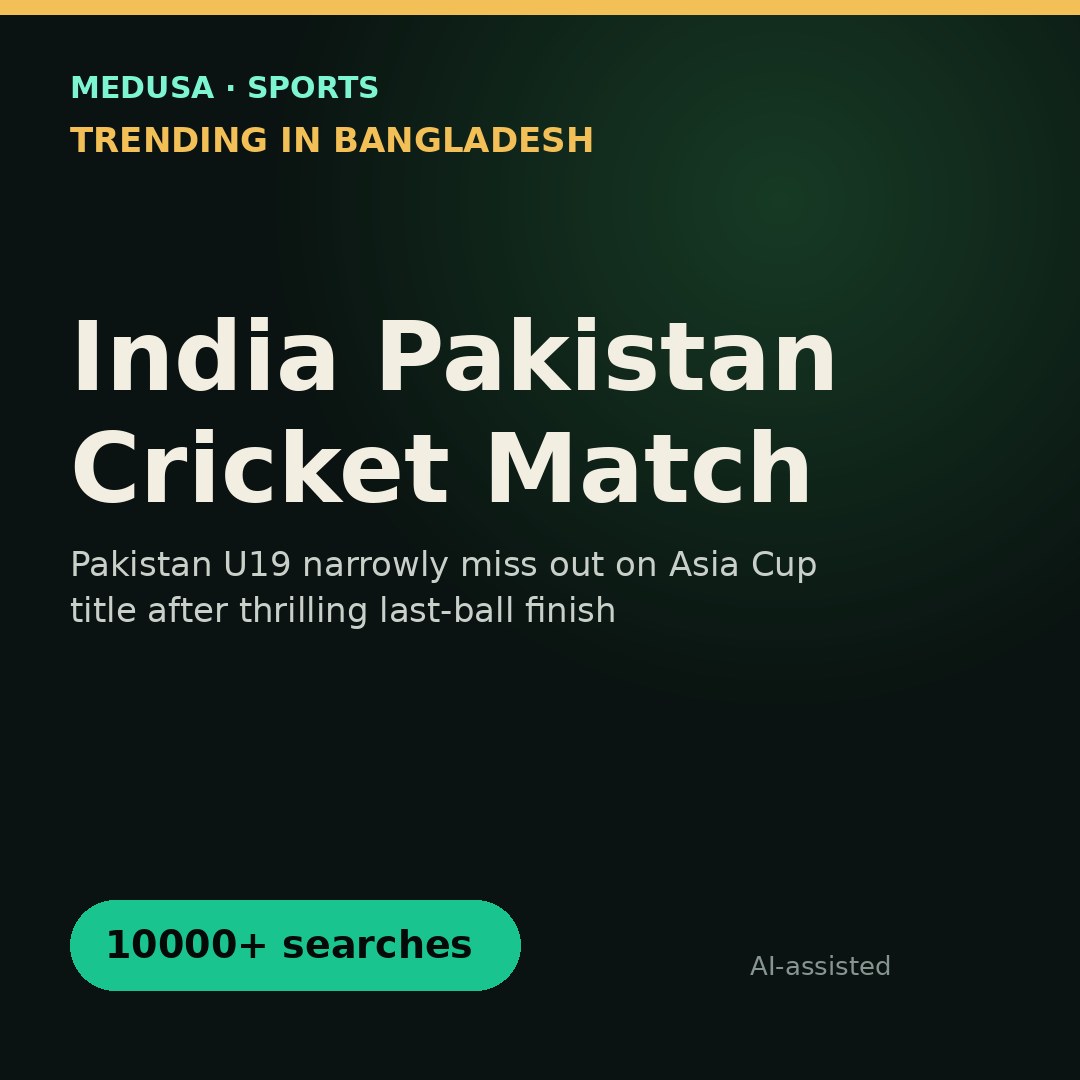 MEDUSA · SPORTS
TRENDING IN BANGLADESH
India Pakistan
Cricket Match
Pakistan U19 narrowly miss out on Asia Cup
title after thrilling last-ball finish
10000+ searches
AI-assisted